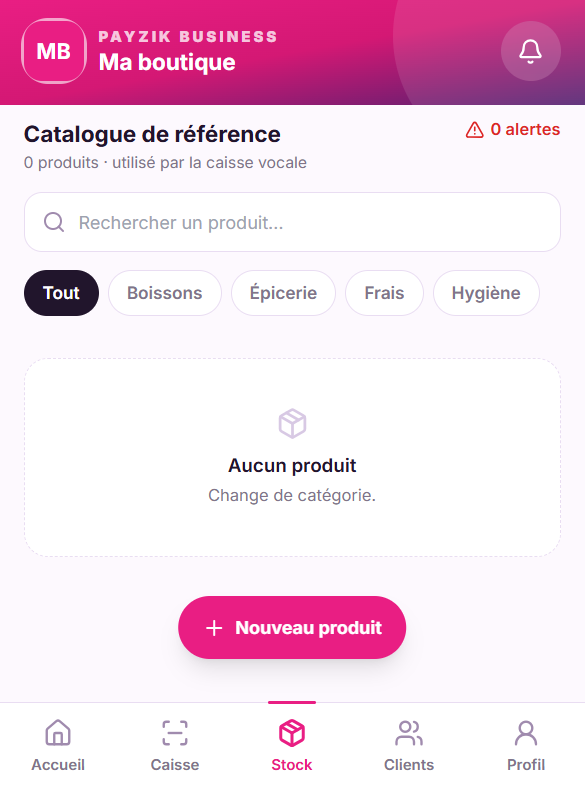 MB
PAYZIK BUSINESS
Ma boutique
Catalogue de référence
0 alertes
0 produits · utilisé par la caisse vocale
Rechercher un produit...
Tout
Boissons
Épicerie
Frais
Hygiène
Aucun produit
Change de catégorie.
Nouveau produit
Accueil
Caisse
Stock
Clients
Profil